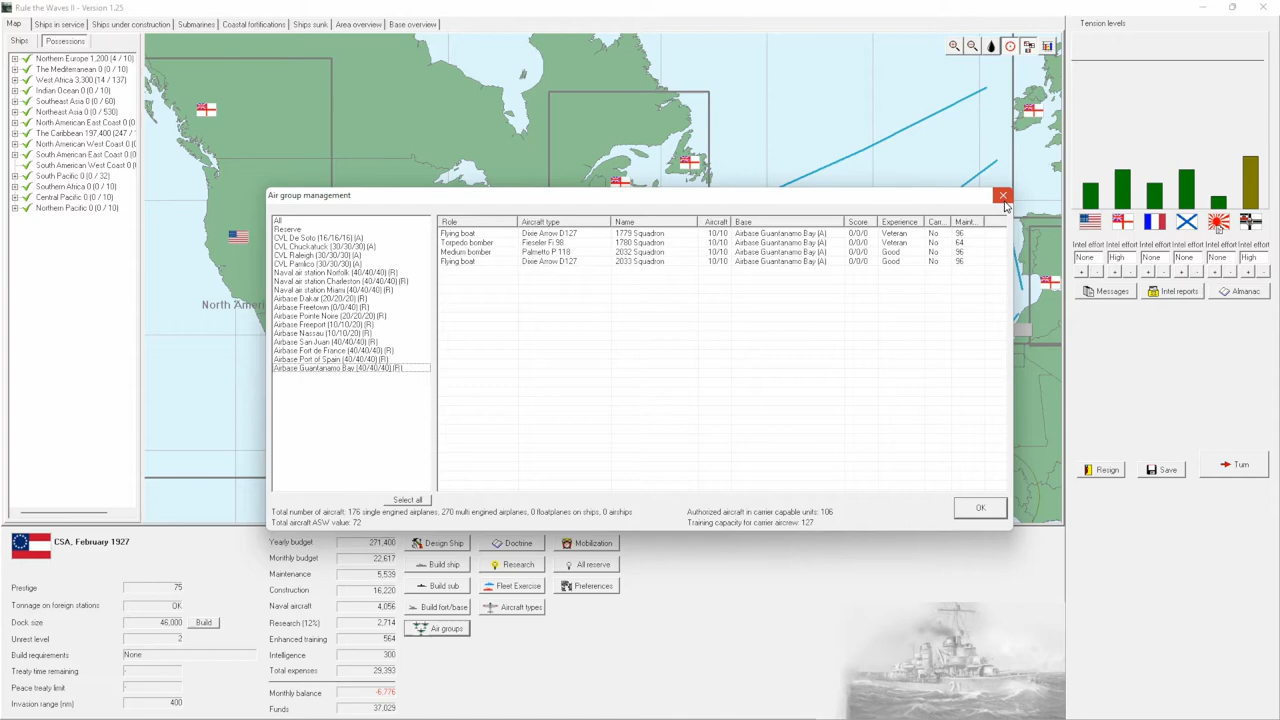 Rule the Waves II - Version 1.25
Map Ships in service Ships under construction Submarines Coastal fortifications Ships sunk Area overview Base overview
Ships Possessions
Northern Europe 1,200 (4 / 10)
The Mediterranean 0 (0 / 10)
West Africa 3,300 (14 / 137)
Indian Ocean 0 (0 / 10)
Southeast Asia 0 (0 / 60)
Northeast Asia 0 (0 / 530)
North American East Coast 0 (0
The Caribbean 197,400 (247 /
North American West Coast 0
South American East Coast 0 (
South American West Coast 0 (
South Pacific 0 (0 / 32)
Southern Africa 0 (0 / 10)
Central Pacific 0 (0 / 10)
Northern Pacific 0 (0 / 10)
North Amer
Air group management
All
Reserve
CVL De Soto (16/16/16) (A)
CVL Chuckatuck (30/30/30) (A)
CVL Raleigh (30/30/30) (A)
CVL Pamlico (30/30/30) (A)
Naval air station Norfolk (40/40/40) (R)
Naval air station Charleston (40/40/40) (R)
Naval air station Miami (40/40/40) (R)
Airbase Dakar (20/20/20) (R)
Airbase Freetown (0/0/40) (R)
Airbase Pointe Noire (20/20/20) (R)
Airbase Freeport (10/10/20) (R)
Airbase Nassau (10/10/20) (R)
Airbase San Juan (40/40/40) (R)
Airbase Fort de France (40/40/40) (R)
Airbase Port of Spain (40/40/40) (R)
Airbase Guantanamo Bay (40/40/40) (R)
Role Aircraft type Name Aircraft Base Score Experience Carr... Maint...
Flying boat Dixie Arrow D127 1779 Squadron 10/10 Airbase Guantanamo Bay (A) 0/0/0 Veteran No 96
Torpedo bomber Fieseler Fi 98 1780 Squadron 10/10 Airbase Guantanamo Bay (A) 0/0/0 Veteran No 64
Medium bomber Palmetto P 118 2032 Squadron 10/10 Airbase Guantanamo Bay (A) 0/0/0 Good No 96
Flying boat Dixie Arrow D127 2033 Squadron 10/10 Airbase Guantanamo Bay (A) 0/0/0 Good No 96
Select all
OK
Total number of aircraft: 176 single engined airplanes, 270 multi engined airplanes, 0 floatplanes on ships, 0 airships
Authorized aircraft in carrier capable units: 106
Total aircraft ASW value: 72
Training capacity for carrier aircrew: 127
Tension levels
Intel effort Intel effort Intel effort Intel effort Intel effort Intel effort
None High None None None High
+ - + - + - + - + - + -
Messages Intel reports Almanac
Resign Save Turn
CSA, February 1927
Prestige 75
Tonnage on foreign stations OK
Dock size 46,000 Build
Unrest level 2
Build requirements None
Treaty time remaining -
Peace treaty limit -
Invasion range (nm) 400
Yearly budget 271,400
Monthly budget 22,617
Maintenance 5,539
Construction 16,220
Naval aircraft 4,056
Research (12%) 2,714
Enhanced training 564
Intelligence 300
Total expenses 29,393
Monthly balance -6,776
Funds 37,029
Design Ship Doctrine Mobilization
Build ship Research All reserve
Build sub Fleet Exercise Preferences
Build fort/base Aircraft types
Air groups